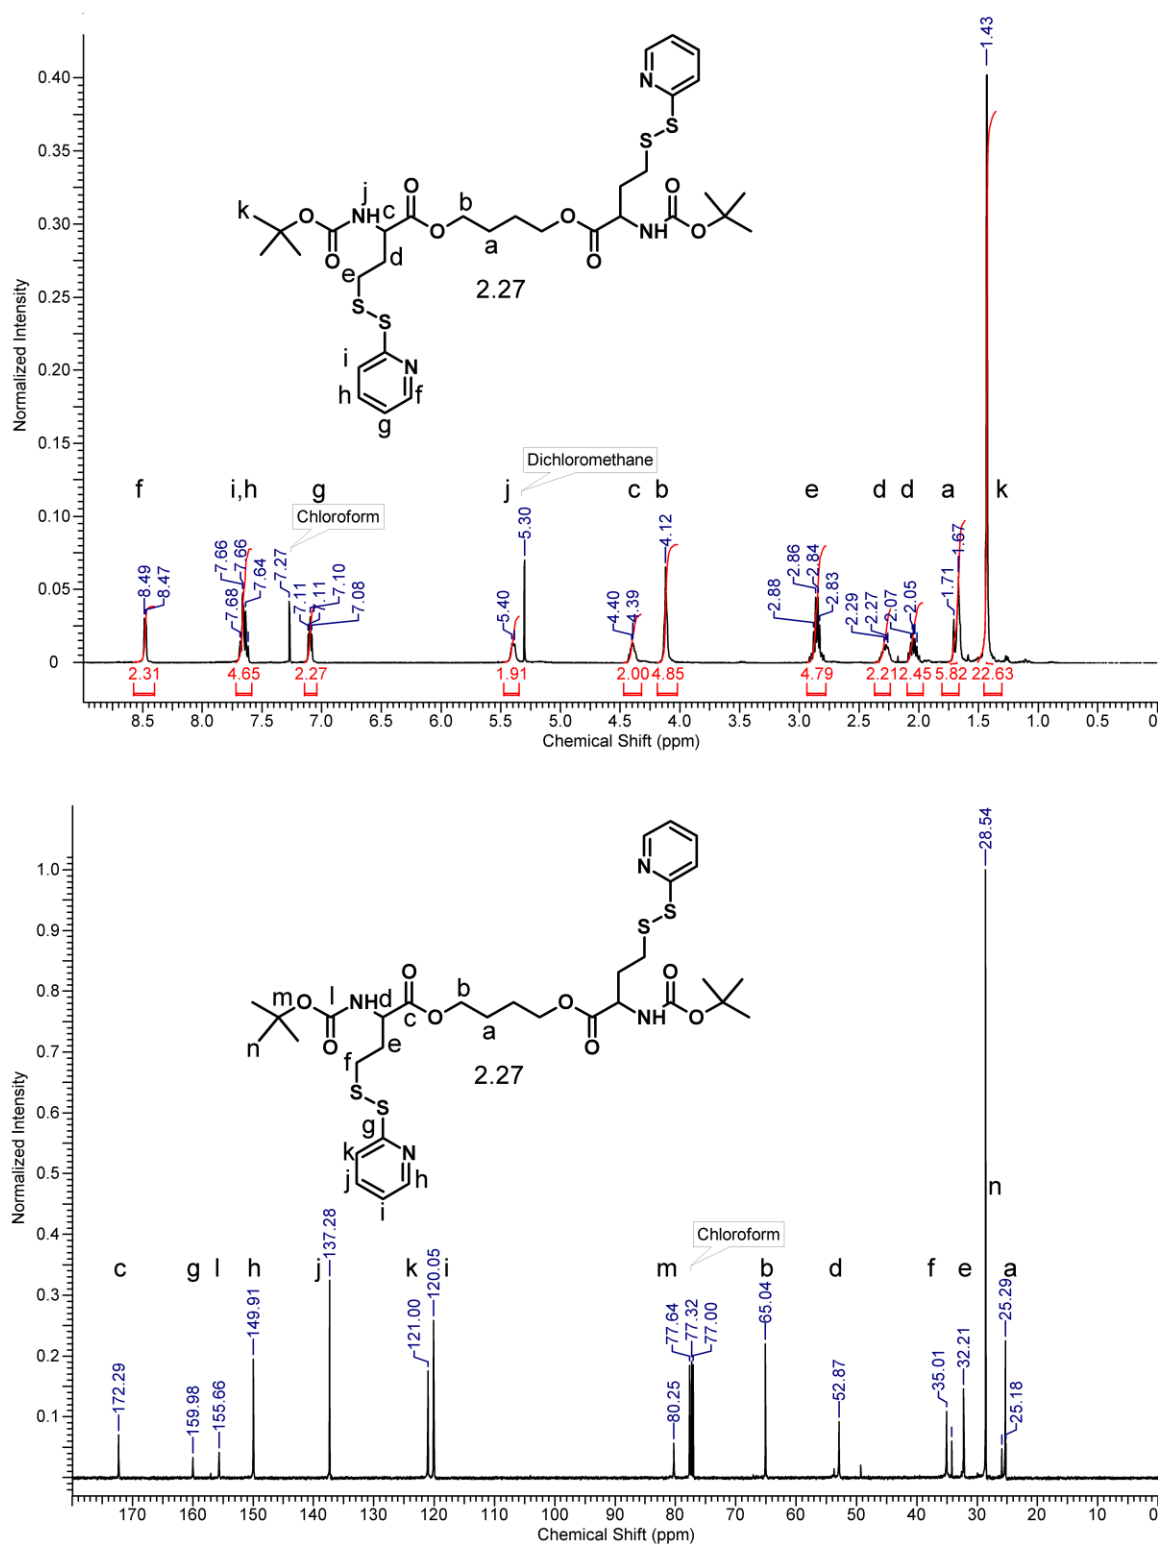 1.43
0.40
0.35
0.30
0.25
0.20
0.15
0.10
0.05
0
Normalized Intensity
N
S
S
k
O
O
HN
j
c
O
O
b
a
O
O
NH
O
O
d
e
2.27
S
S
i
N
h
f
g
f
i,h
g
j
c
b
e
d
d
a
k
Chloroform
Dichloromethane
8.49
8.47
7.68
7.66
7.66
7.64
7.27
7.11
7.11
7.10
7.08
5.40
5.30
4.40
4.39
4.12
2.88
2.86
2.84
2.83
2.29
2.27
2.07
2.05
1.71
1.67
2.31
4.65
2.27
1.91
2.00
4.85
4.79
2.21
2.45
5.82
22.63
8.5 8.0 7.5 7.0 6.5 6.0 5.5 5.0 4.5 4.0 3.5 3.0 2.5 2.0 1.5 1.0 0.5 0
Chemical Shift (ppm)
28.54
1.0
0.9
0.8
0.7
0.6
0.5
0.4
0.3
0.2
0.1
0
Normalized Intensity
N
S
S
m
O
l
HN
d
O
O
b
n
O
c
a
O
O
NH
O
O
e
f
2.27
S
S
g
k
N
j
h
i
c
g
l
h
j
k
i
m
b
d
f
e
n
a
Chloroform
172.29
159.98
155.66
149.91
137.28
121.00
120.05
80.25
77.64
77.32
77.00
65.04
52.87
35.01
32.21
25.29
25.18
170 160 150 140 130 120 110 100 90 80 70 60 50 40 30 20 10 0
Chemical Shift (ppm)